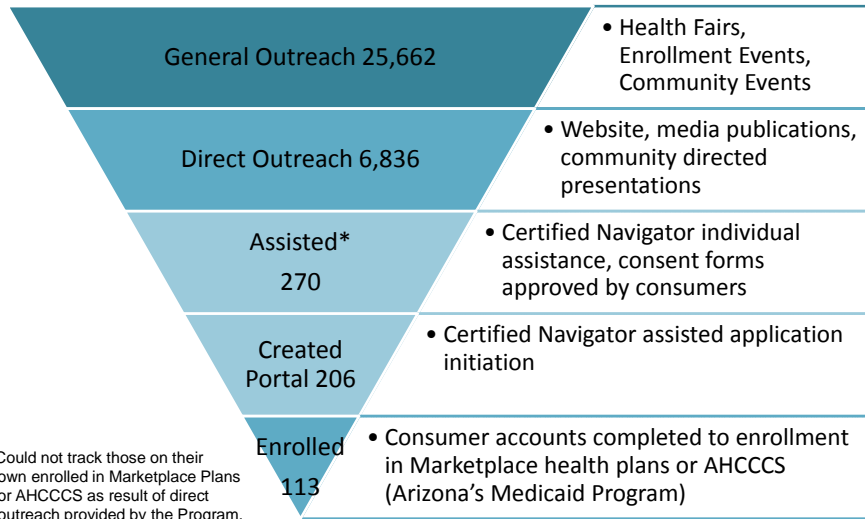 General Outreach 25,662
• Health Fairs,
Enrollment Events,
Community Events
Direct Outreach 6,836
• Website, media publications,
community directed
presentations
Assisted*
270
• Certified Navigator individual
assistance, consent forms
approved by consumers
Created
Portal 206
• Certified Navigator assisted application
initiation
Enrolled
113
• Consumer accounts completed to enrollment
in Marketplace health plans or AHCCCS
(Arizona's Medicaid Program)
Could not track those on their
own enrolled in Marketplace Plans
or AHCCCS as result of direct
outreach provided by the Program.